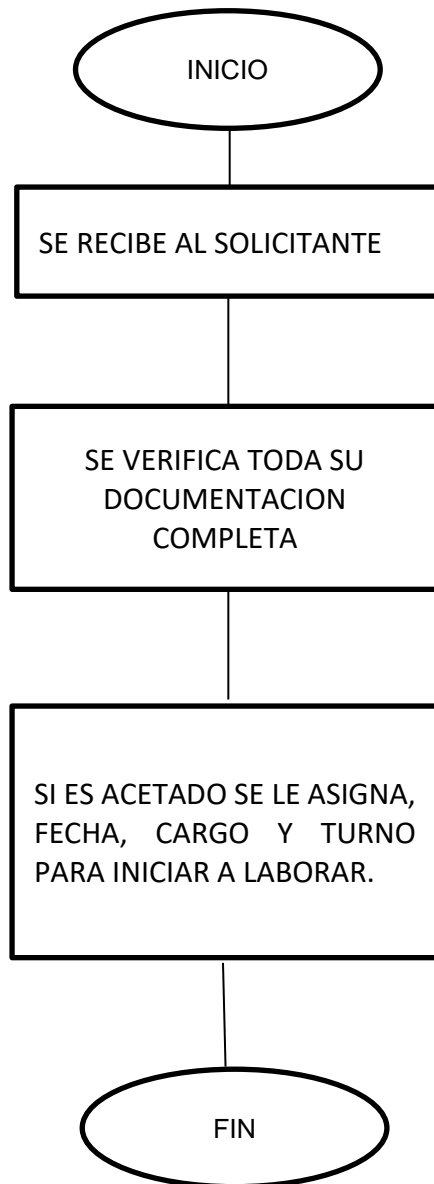 INICIO
SE RECIBE AL SOLICITANTE
SE VERIFICA TODA SU
DOCUMENTACION
COMPLETA
SI ES ACETADO SE LE ASIGNA,
FECHA, CARGO Y TURNO
PARA INICIAR A LABORAR.
FIN